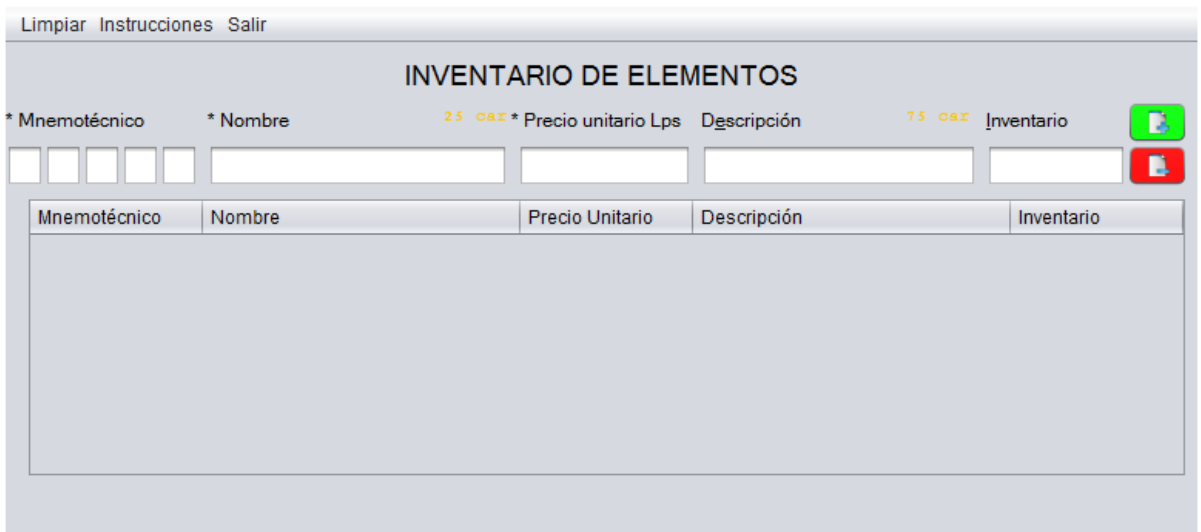 Limpiar Instrucciones Salir
INVENTARIO DE ELEMENTOS
* Mnemotécnico * Nombre 25 car * Precio unitario Lps Descripción 75 car Inventario
Mnemotécnico Nombre Precio Unitario Descripción Inventario